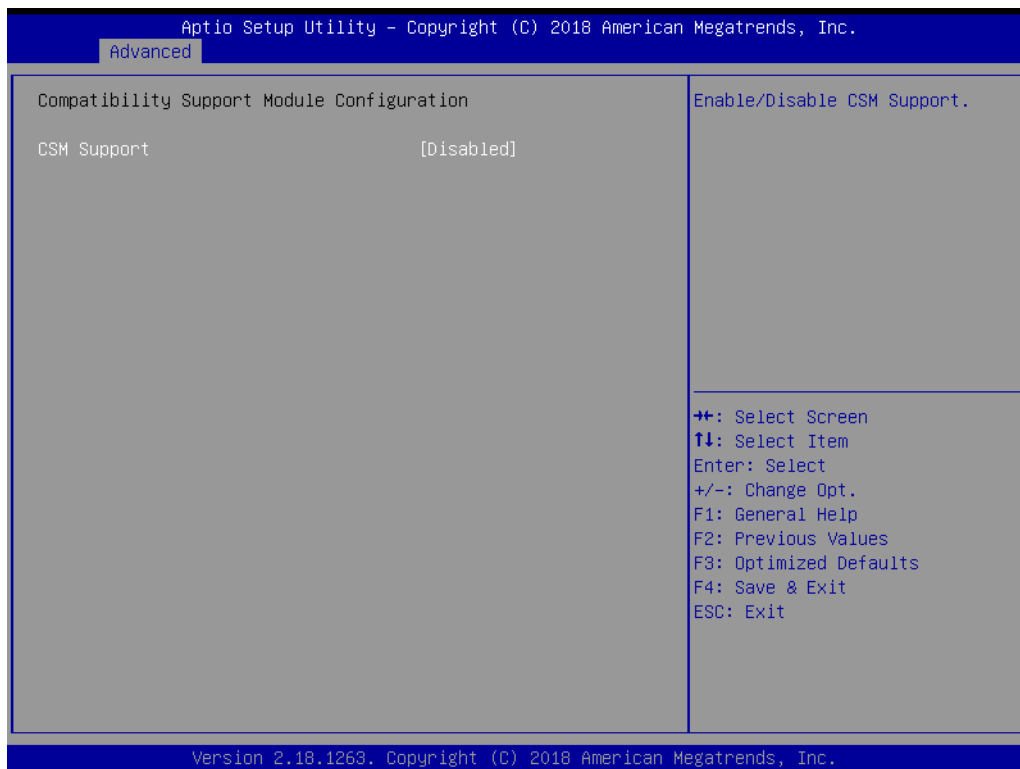 Aptio Setup Utility – Copyright (C) 2018 American Megatrends, Inc.
Advanced
Compatibility Support Module Configuration
CSM Support [Disabled]
Enable/Disable CSM Support.
→←: Select Screen
↑↓: Select Item
Enter: Select
+/-: Change Opt.
F1: General Help
F2: Previous Values
F3: Optimized Defaults
F4: Save & Exit
ESC: Exit
Version 2.18.1263. Copyright (C) 2018 American Megatrends, Inc.